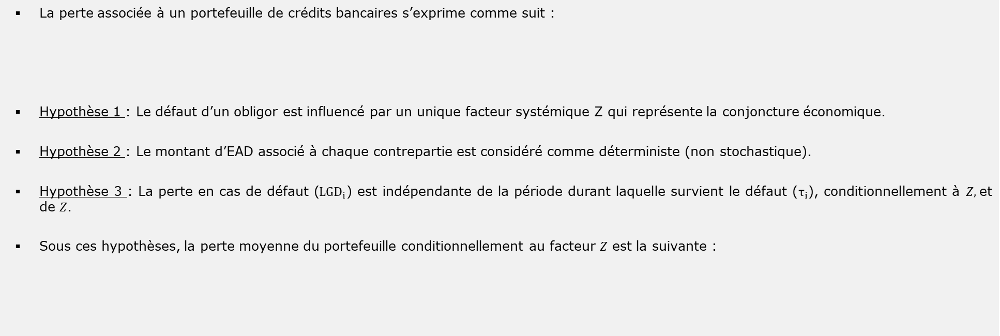 ▪ La perte associée à un portefeuille de crédits bancaires s’exprime comme suit :
▪ Hypothèse 1 : Le défaut d’un obligor est influencé par un unique facteur systémique Z qui représente la conjoncture économique.
▪ Hypothèse 2 : Le montant d’EAD associé à chaque contrepartie est considéré comme déterministe (non stochastique).
▪ Hypothèse 3 : La perte en cas de défaut (LGDᵢ) est indépendante de la période durant laquelle survient le défaut (τᵢ), conditionnellement à Z, et
de Z.
▪ Sous ces hypothèses, la perte moyenne du portefeuille conditionnellement au facteur Z est la suivante :